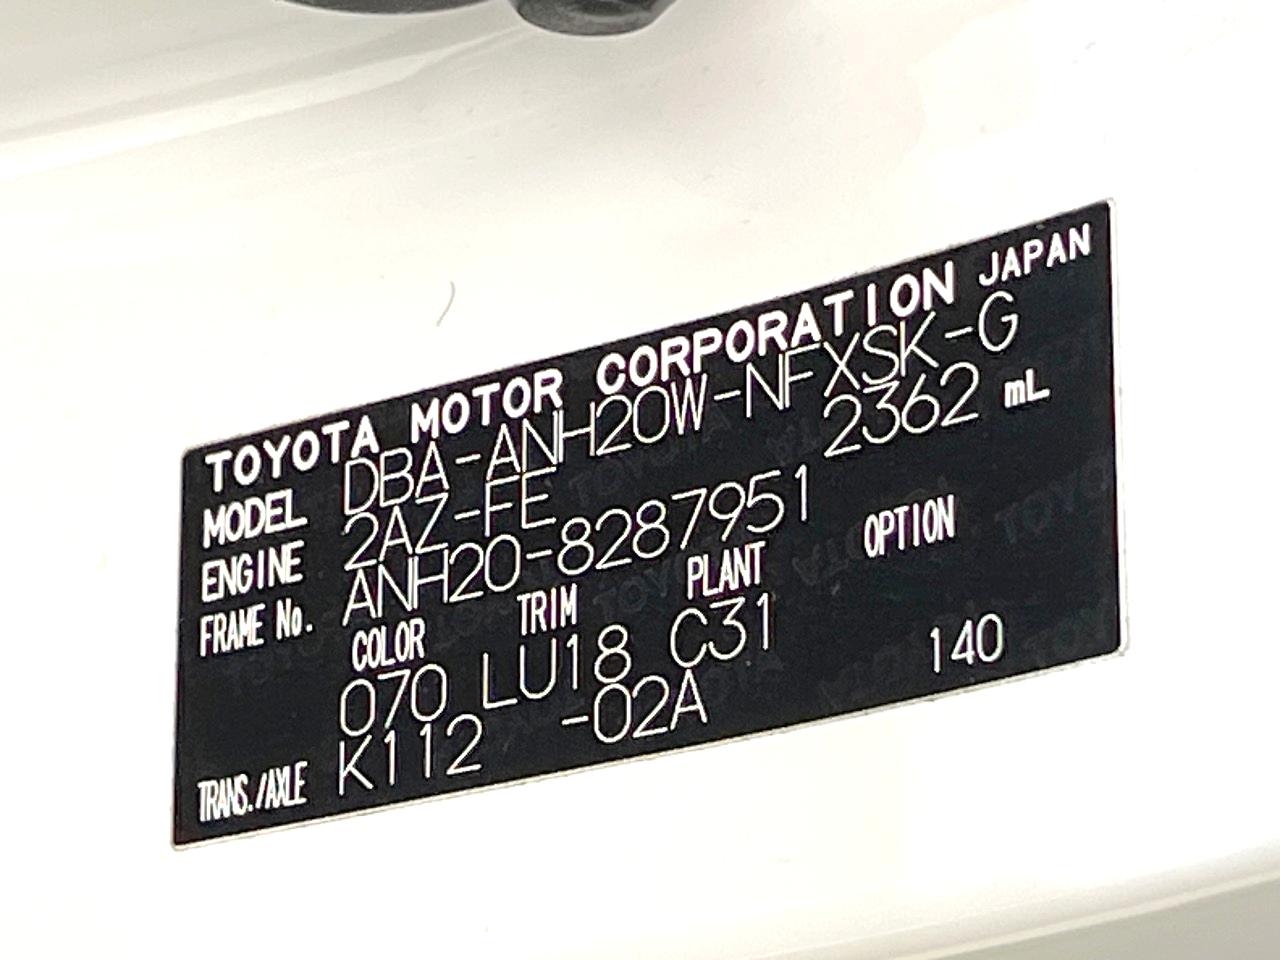 TOYOTA MOTOR CORPORATION JAPAN
MODEL DBA-ANH20W-NFXSK-G
ENGINE 2AZ-FE 2362 mL
FRAME No. ANH20-8287951
COLOR TRIM PLANT OPTION
070 LU18 C31
TRANS./AXLE K112 -02A 140